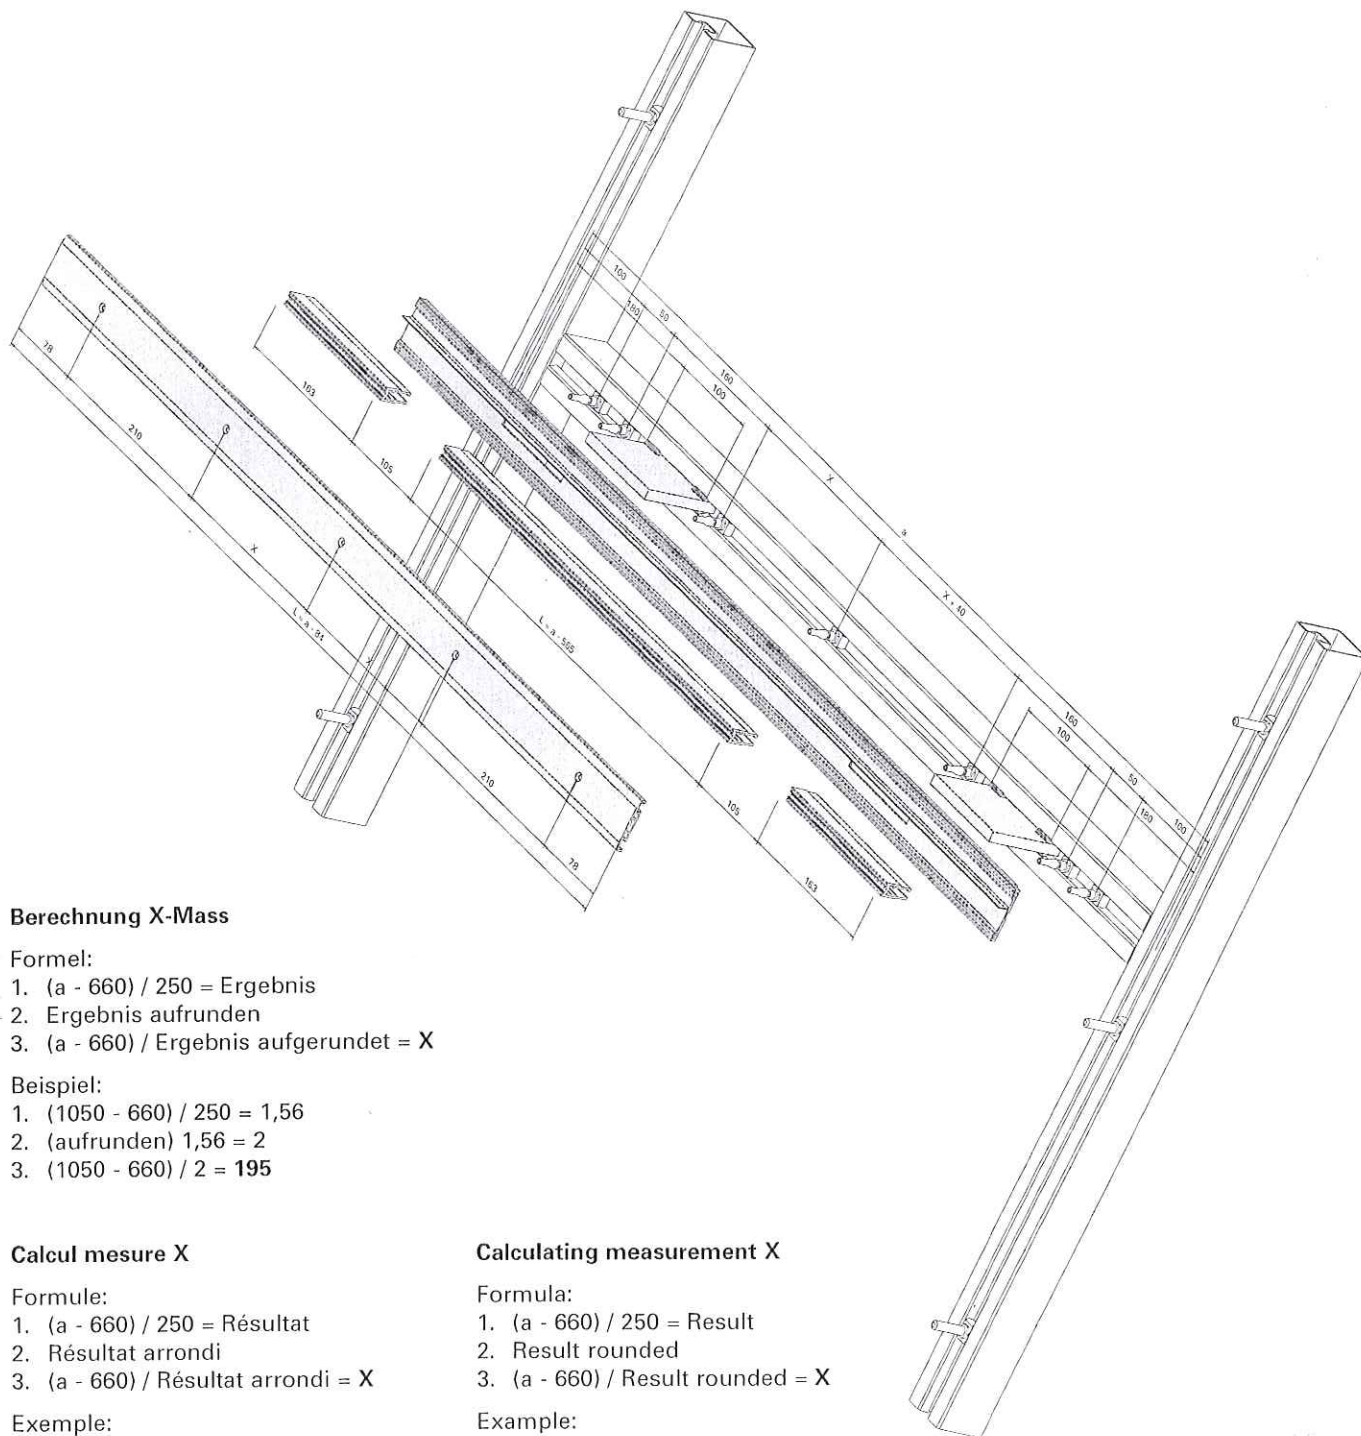 100
50
180
160
100
X
a
X + 40
160
100
50
180
100
78
210
X
L = a - 84
X
210
78
163
105
L = a - 565
105
163
Berechnung X-Mass
Formel:
1. (a - 660) / 250 = Ergebnis
2. Ergebnis aufrunden
3. (a - 660) / Ergebnis aufgerundet = X
Beispiel:
1. (1050 - 660) / 250 = 1,56
2. (aufrunden) 1,56 = 2
3. (1050 - 660) / 2 = 195
Calcul mesure X
Formule:
1. (a - 660) / 250 = Résultat
2. Résultat arrondi
3. (a - 660) / Résultat arrondi = X
Exemple:
Calculating measurement X
Formula:
1. (a - 660) / 250 = Result
2. Result rounded
3. (a - 660) / Result rounded = X
Example: